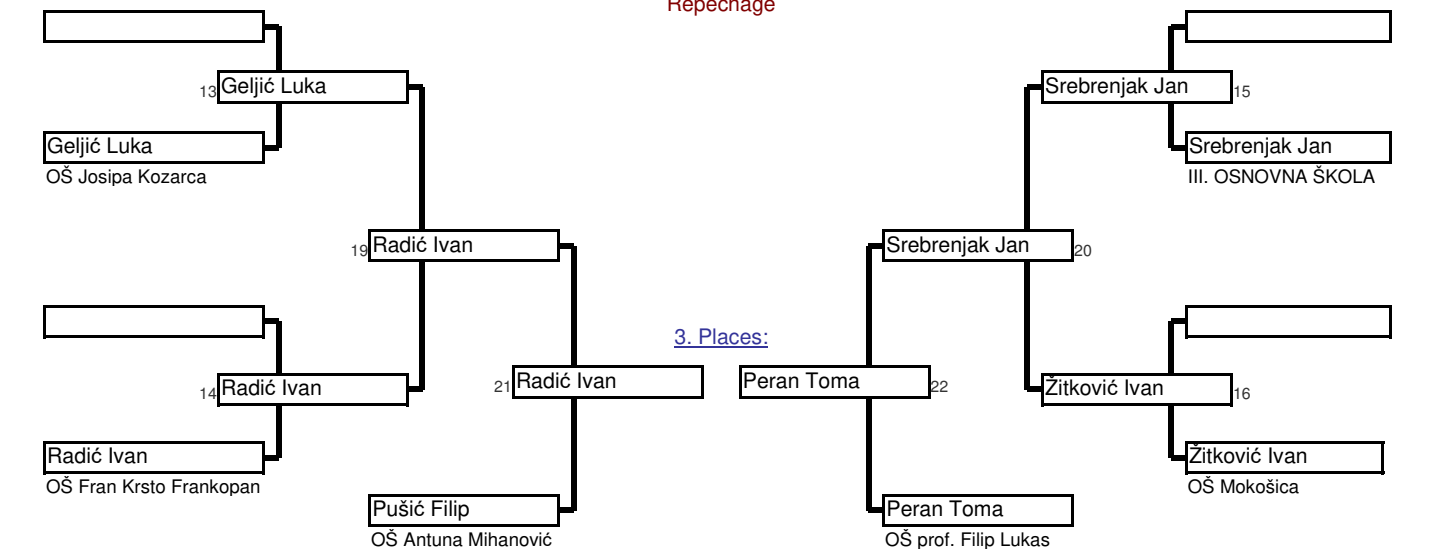 Repechage
13 Geljić Luka
Srebrenjak Jan 15
Geljić Luka
OŠ Josipa Kozarca
Srebrenjak Jan
III. OSNOVNA ŠKOLA
19 Radić Ivan
Srebrenjak Jan 20
3. Places:
14 Radić Ivan
21 Radić Ivan
Peran Toma 22
Žitković Ivan 16
Radić Ivan
OŠ Fran Krsto Frankopan
Žitković Ivan
OŠ Mokošica
Pušić Filip
OŠ Antuna Mihanović
Peran Toma
OŠ prof. Filip Lukas